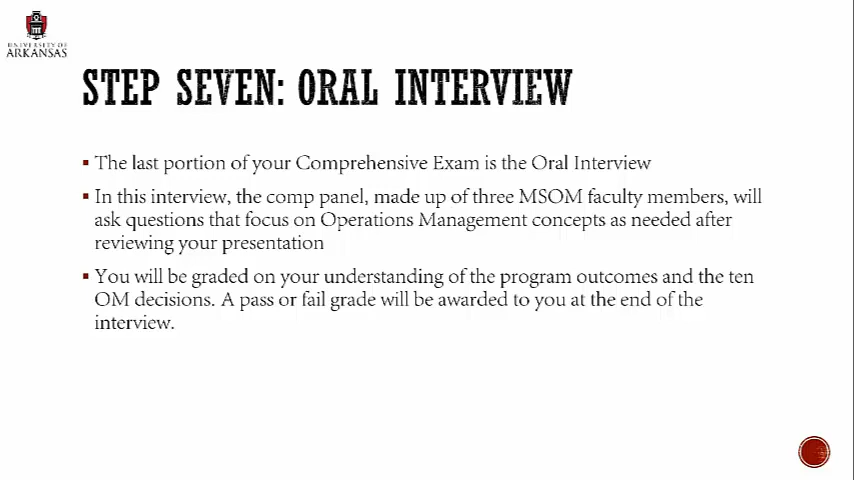 UNIVERSITY OF
ARKANSAS
STEP SEVEN: ORAL INTERVIEW
▪ The last portion of your Comprehensive Exam is the Oral Interview
▪ In this interview, the comp panel, made up of three MSOM faculty members, will
ask questions that focus on Operations Management concepts as needed after
reviewing your presentation
▪ You will be graded on your understanding of the program outcomes and the ten
OM decisions. A pass or fail grade will be awarded to you at the end of the
interview.